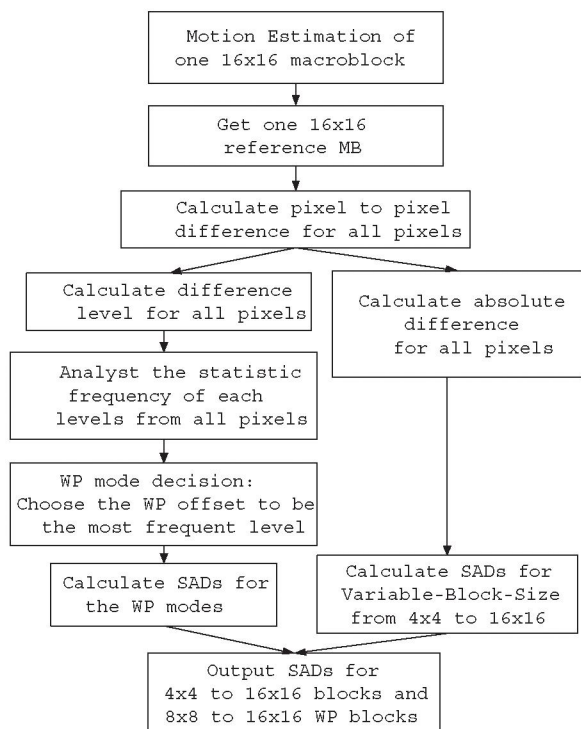 Motion Estimation of
one 16x16 macroblock
Get one 16x16
reference MB
Calculate pixel to pixel
difference for all pixels
Calculate difference
level for all pixels
Analyst the statistic
frequency of each
levels from all pixels
WP mode decision:
Choose the WP offset to be
the most frequent level
Calculate SADs for
the WP modes
Calculate absolute
difference
for all pixels
Calculate SADs for
Variable-Block-Size
from 4x4 to 16x16
Output SADs for
4x4 to 16x16 blocks and
8x8 to 16x16 WP blocks